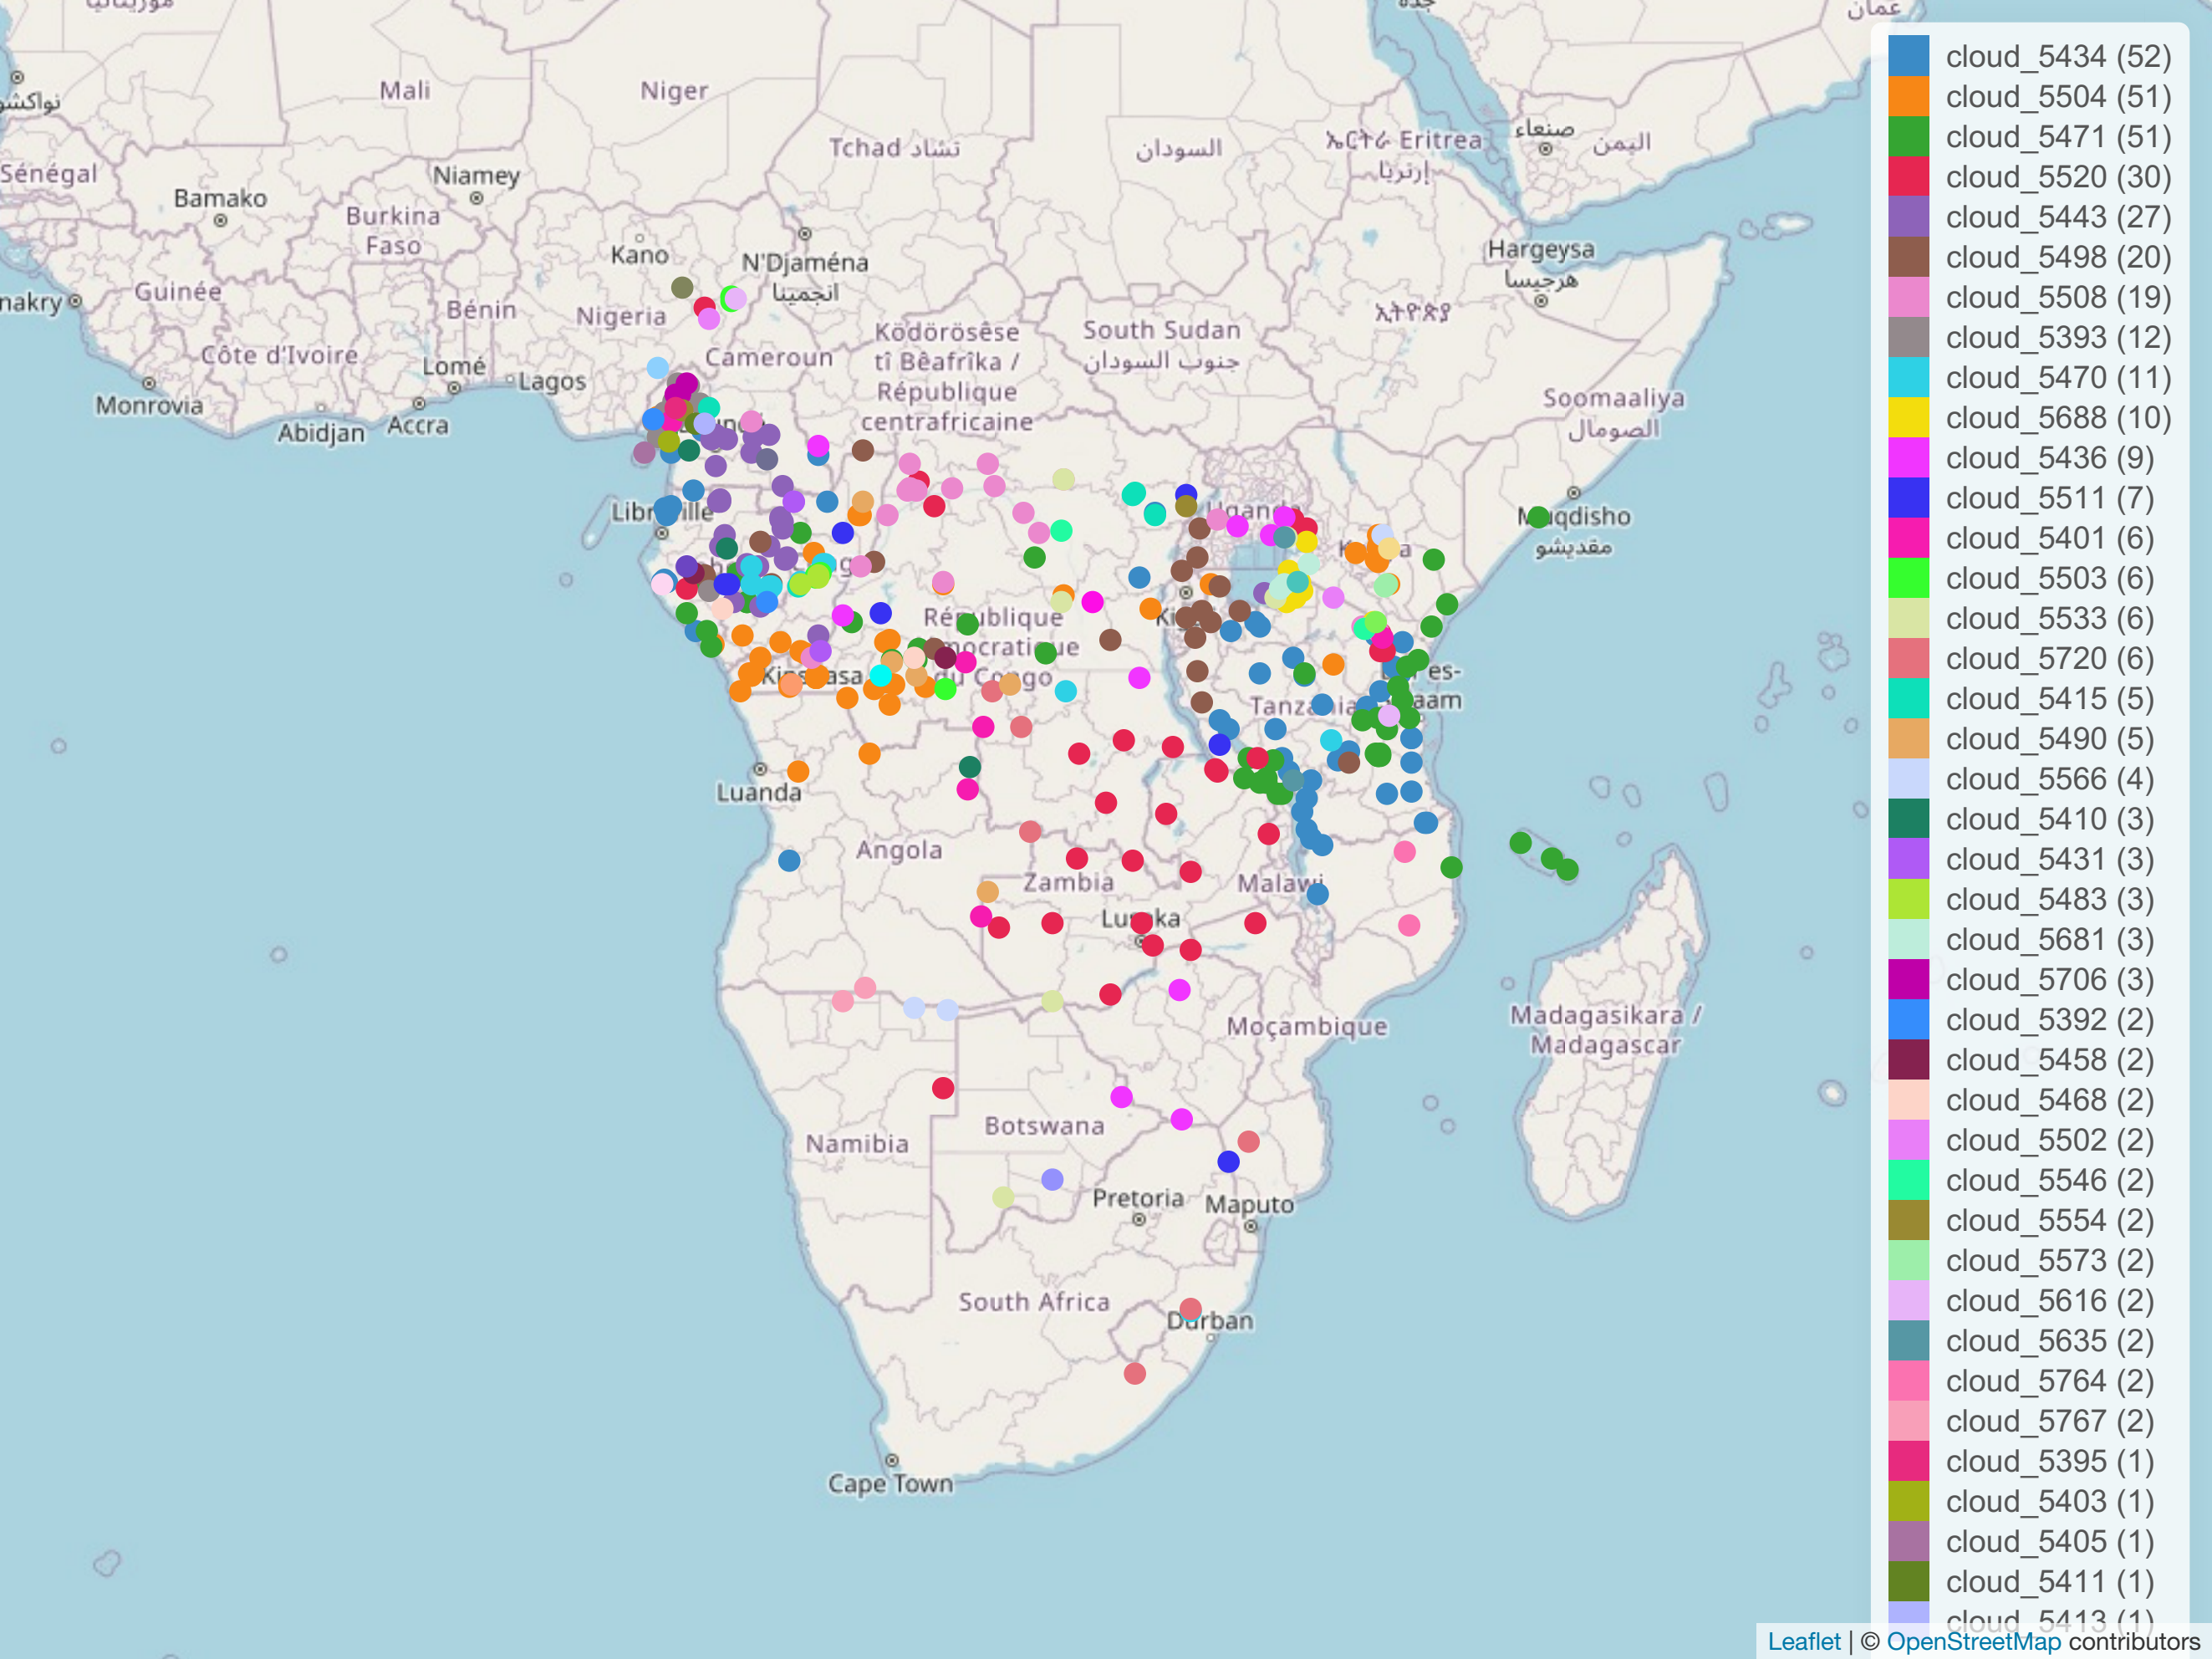 موريتانيا
جدة
عُمان
Mali
Niger
نواكشوط
Tchad تشاد
السودان
ኤርትራ Eritrea
إرتريا
صنعاء
اليمن
Sénégal
Bamako
Niamey
Burkina
Faso
Kano
N'Djaména
انجمينا
Hargeysa
هرجيسا
Guinée
nakry
Bénin
Nigeria
ኢትዮጵያ
Côte d'Ivoire
Lomé
Lagos
Cameroun
Ködörösêse
tî Bêafrîka /
République
centrafricaine
South Sudan
جنوب السودان
Monrovia
Abidjan
Accra
Soomaaliya
الصومال
Libreville
Uganda
Muqdisho
مقديشو
République
démocratique
du Congo
Kinshasa
Tanzania
Dar es-
Salaam
Luanda
Angola
Zambia
Malawi
Lusaka
Moçambique
Madagasikara /
Madagascar
Namibia
Botswana
Pretoria
Maputo
South Africa
Durban
Cape Town
cloud_5434 (52)
cloud_5504 (51)
cloud_5471 (51)
cloud_5520 (30)
cloud_5443 (27)
cloud_5498 (20)
cloud_5508 (19)
cloud_5393 (12)
cloud_5470 (11)
cloud_5688 (10)
cloud_5436 (9)
cloud_5511 (7)
cloud_5401 (6)
cloud_5503 (6)
cloud_5533 (6)
cloud_5720 (6)
cloud_5415 (5)
cloud_5490 (5)
cloud_5566 (4)
cloud_5410 (3)
cloud_5431 (3)
cloud_5483 (3)
cloud_5681 (3)
cloud_5706 (3)
cloud_5392 (2)
cloud_5458 (2)
cloud_5468 (2)
cloud_5502 (2)
cloud_5546 (2)
cloud_5554 (2)
cloud_5573 (2)
cloud_5616 (2)
cloud_5635 (2)
cloud_5764 (2)
cloud_5767 (2)
cloud_5395 (1)
cloud_5403 (1)
cloud_5405 (1)
cloud_5411 (1)
cloud_5413 (1)
Leaflet | © OpenStreetMap contributors